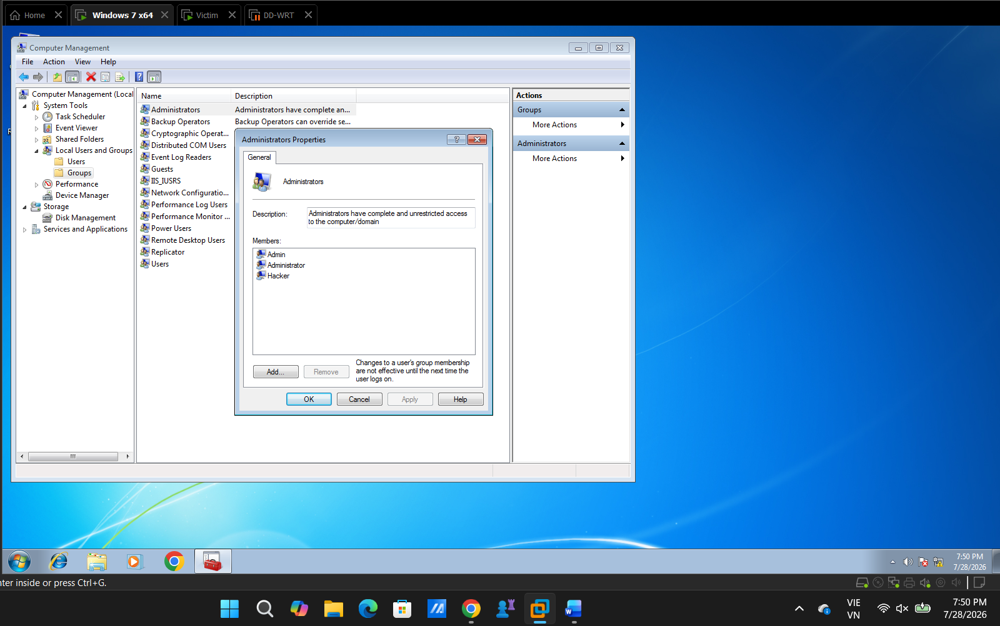 Home
Windows 7 x64
Victim
DD-WRT
Computer Management
File Action View Help
Computer Management (Local
System Tools
Task Scheduler
Event Viewer
Shared Folders
Local Users and Groups
Users
Groups
Performance
Device Manager
Storage
Disk Management
Services and Applications
Name Description
Administrators Administrators have complete an...
Backup Operators Backup Operators can override se...
Cryptographic Operat...
Distributed COM Users
Event Log Readers
Guests
IIS_IUSRS
Network Configuratio...
Performance Log Users
Performance Monitor ...
Power Users
Remote Desktop Users
Replicator
Users
Administrators Properties
General
Administrators
Description:
Administrators have complete and unrestricted access
to the computer/domain
Members:
Admin
Administrator
Hacker
Add...
Remove
Changes to a user's group membership
are not effective until the next time the
user logs on.
OK
Cancel
Apply
Help
Actions
Groups
More Actions
Administrators
More Actions
7:50 PM
7/28/2026
nter inside or press Ctrl+G.
VIE
VN
7:50 PM
7/28/2026